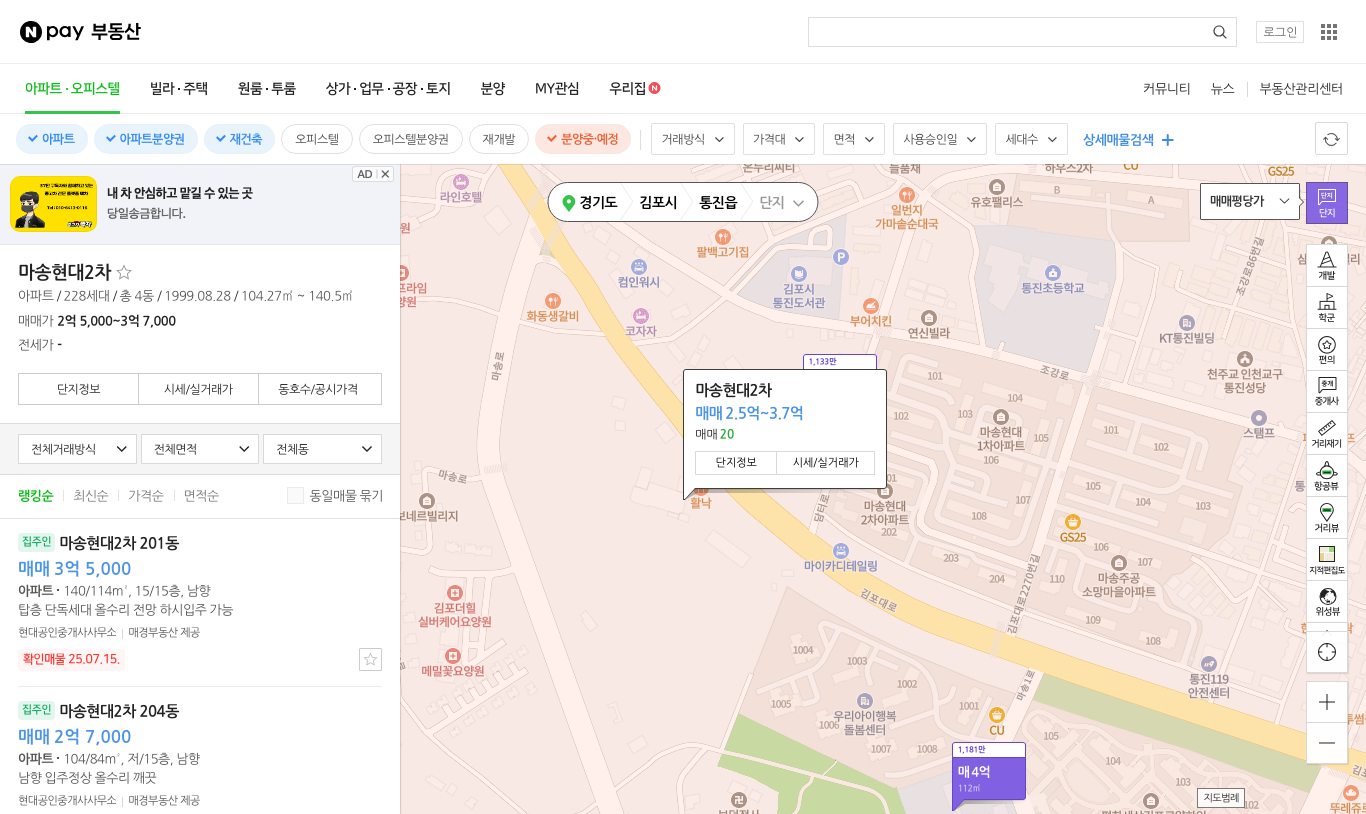 N pay 부동산
로그인
아파트·오피스텔 빌라·주택 원룸·투룸 상가·업무·공장·토지 분양 MY관심 우리집 N
커뮤니티 뉴스 부동산관리센터
아파트 아파트분양권 재건축 오피스텔 오피스텔분양권 재개발 분양중·예정 거래방식 가격대 면적 사용승인일 세대수 상세매물검색
내 차 안심하고 맡길 수 있는 곳
당일송금합니다.
AD
마송현대2차
아파트 / 228세대 / 총 4동 / 1999.08.28 / 104.27㎡ ~ 140.5㎡
매매가 2억 5,000~3억 7,000
전세가 -
단지정보 시세/실거래가 동호수/공시가격
전체거래방식 전체면적 전체동
랭킹순 최신순 가격순 면적순 동일매물 묶기
집주인 마송현대2차 201동
매매 3억 5,000
아파트 · 140/114㎡, 15/15층, 남향
탑층 단독세대 올수리 전망 하시입주 가능
현대공인중개사사무소 매경부동산 제공
확인매물 25.07.15.
집주인 마송현대2차 204동
매매 2억 7,000
아파트 · 104/84㎡, 저/15층, 남향
남향 입주정상 올수리 깨끗
현대공인중개사사무소 매경부동산 제공
경기도 김포시 통진읍 단지
매매평당가
단지
단지
개발
학군
편의
중개
중개사
거리재기
항공뷰
거리뷰
지적편집도
위성뷰
라인호텔
온누리씨티
들품채
하우스2차
CU
GS25
유호팰리스
B
A
일번지
가마솥순대국
팔백고기집
P
컴인워시
김포시
통진도서관
통진초등학교
조강로86번길
화동생갈비
코자자
부어치킨
연신빌라
KT통진빌딩
마송로
조강로
천주교 인천교구
통진성당
스탬프
1,133만
마송현대2차
매매 2.5억~3.7억
매매 20
단지정보 시세/실거래가
101
102
103
104
마송현대
1차아파트
105
101
102
103
104
105
106
107
108
109
110
마송로
보네르빌리지
활낙
담터로
마송현대
2차아파트
202
203
204
GS25
마이카디테일링
마송주공
소망마을아파트
107
108
109
김포대로
김포대로2270번길
김포더힐
실버케어요양원
메밀꽃요양원
마송1로
통진119
안전센터
1004
1003
1002
1005
1006
1007
1008
1001
우리아이행복
돌봄센터
CU
1,181만
매 4억
112㎡
105
104
103
102
지도범례
뚜레쥬르